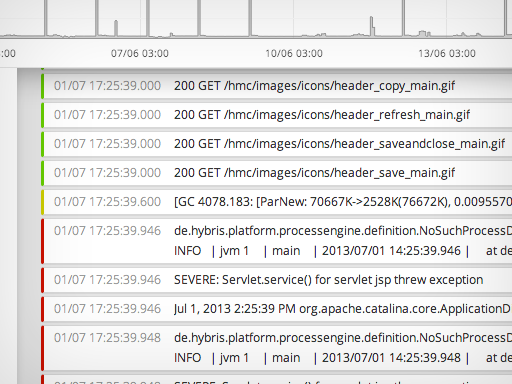 :00 07/06 03:00 10/06 03:00 13/06 03:00
01/07 17:25:39.000 200 GET /hmc/images/icons/header_copy_main.gif
01/07 17:25:39.000 200 GET /hmc/images/icons/header_refresh_main.gif
01/07 17:25:39.000 200 GET /hmc/images/icons/header_saveandclose_main.gif
01/07 17:25:39.000 200 GET /hmc/images/icons/header_save_main.gif
01/07 17:25:39.600 [GC 4078.183: [ParNew: 70667K->2528K(76672K), 0.0095570
01/07 17:25:39.946 de.hybris.platform.processengine.definition.NoSuchProcessD
INFO | jvm 1 | main | 2013/07/01 14:25:39.946 | at de
01/07 17:25:39.946 SEVERE: Servlet.service() for servlet jsp threw exception
01/07 17:25:39.946 Jul 1, 2013 2:25:39 PM org.apache.catalina.core.ApplicationD
01/07 17:25:39.948 de.hybris.platform.processengine.definition.NoSuchProcessD
INFO | jvm 1 | main | 2013/07/01 14:25:39.948 | at de